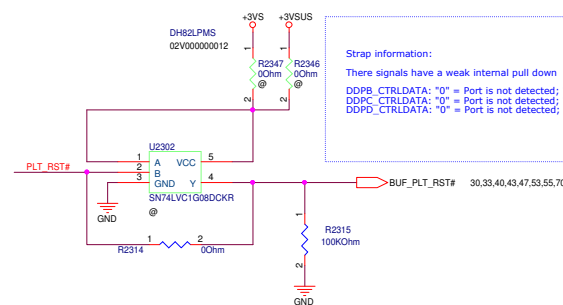 DH82LPMS
02V000000012
+3VS
+3VSUS
1
1
R2347
0Ohm
@
R2346
0Ohm
@
2
2
Strap information:
There signals have a weak internal pull down
DDPB_CTRLDATA: "0" = Port is not detected;
DDPC_CTRLDATA: "0" = Port is not detected;
DDPD_CTRLDATA: "0" = Port is not detected;
U2302
PLT_RST#
1 A VCC 5
2 B
3 GND Y 4
SN74LVC1G08DCKR
@
GND
BUF_PLT_RST# 30,33,40,43,47,53,55,70
R2314 1 2 0Ohm
1
R2315
100KOhm
2
GND